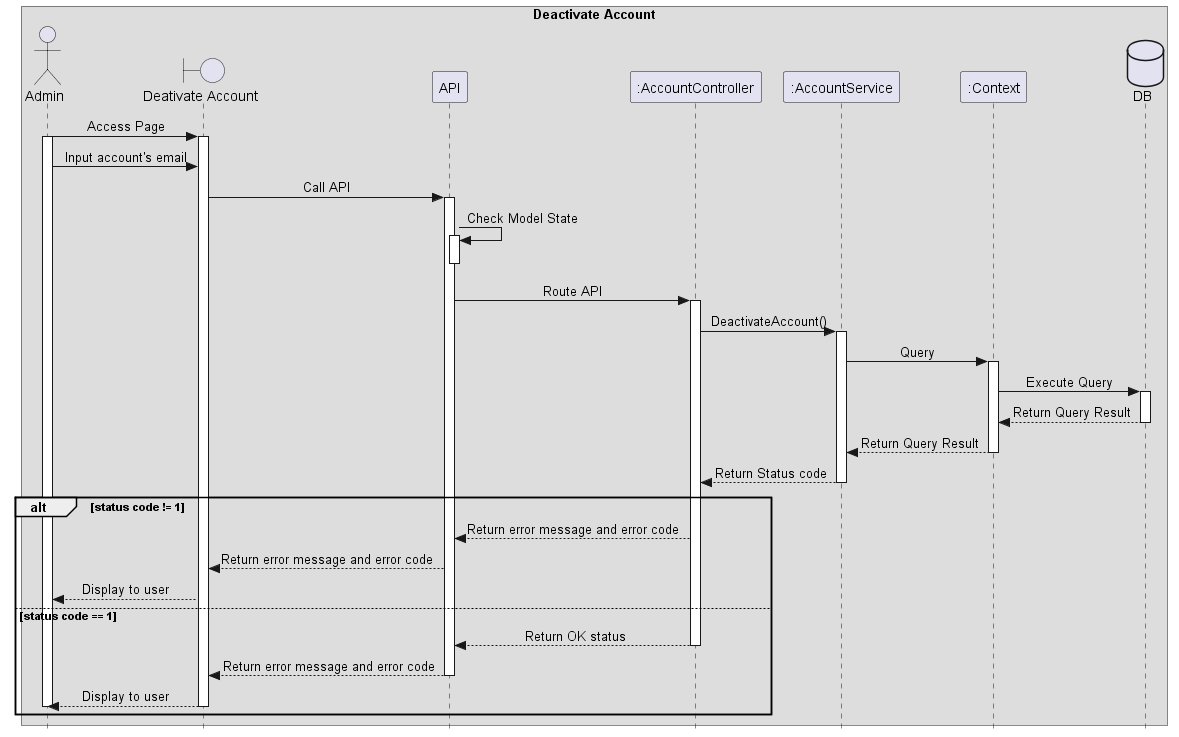 Deactivate Account
Admin
Deativate Account
API
:AccountController
:AccountService
:Context
DB
Access Page
Input account's email
Call API
Check Model State
Route API
DeactivateAccount()
Query
Execute Query
Return Query Result
Return Query Result
Return Status code
alt [status code != 1]
Return error message and error code
Return error message and error code
Display to user
[status code == 1]
Return OK status
Return error message and error code
Display to user